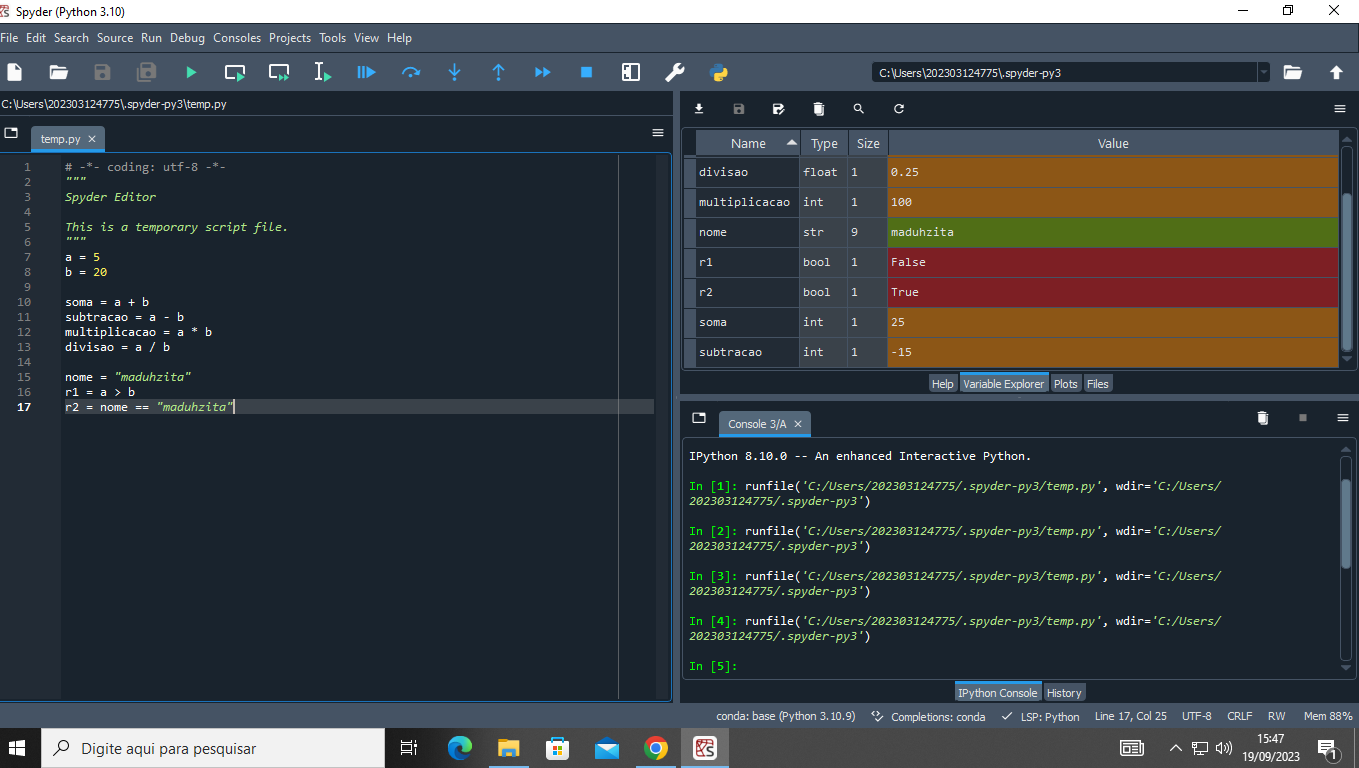 Spyder (Python 3.10)
File Edit Search Source Run Debug Consoles Projects Tools View Help
C:\Users\202303124775\.spyder-py3
C:\Users\202303124775\.spyder-py3\temp.py
temp.py
1 # -*- coding: utf-8 -*-
2 """
3 Spyder Editor
4
5 This is a temporary script file.
6 """
7 a = 5
8 b = 20
9
10 soma = a + b
11 subtracao = a - b
12 multiplicacao = a * b
13 divisao = a / b
14
15 nome = "maduhzita"
16 r1 = a > b
17 r2 = nome == "maduhzita"
Name Type Size Value
divisao float 1 0.25
multiplicacao int 1 100
nome str 9 maduhzita
r1 bool 1 False
r2 bool 1 True
soma int 1 25
subtracao int 1 -15
Help Variable Explorer Plots Files
Console 3/A
IPython 8.10.0 -- An enhanced Interactive Python.
In [1]: runfile('C:/Users/202303124775/.spyder-py3/temp.py', wdir='C:/Users/
202303124775/.spyder-py3')
In [2]: runfile('C:/Users/202303124775/.spyder-py3/temp.py', wdir='C:/Users/
202303124775/.spyder-py3')
In [3]: runfile('C:/Users/202303124775/.spyder-py3/temp.py', wdir='C:/Users/
202303124775/.spyder-py3')
In [4]: runfile('C:/Users/202303124775/.spyder-py3/temp.py', wdir='C:/Users/
202303124775/.spyder-py3')
In [5]:
IPython Console History
conda: base (Python 3.10.9) Completions: conda LSP: Python Line 17, Col 25 UTF-8 CRLF RW Mem 88%
Digite aqui para pesquisar
15:47
19/09/2023
1